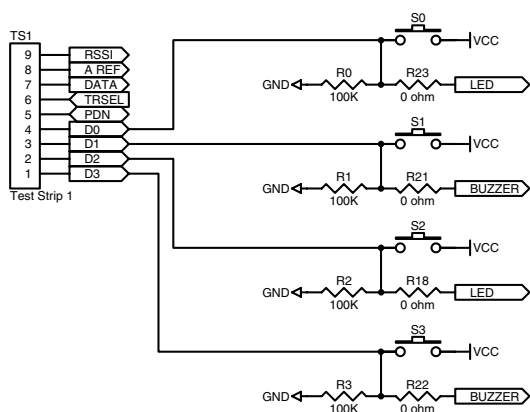 TS1
9 RSSI
8 A REF
7 DATA
6 TRSEL
5 PDN
4 D0
3 D1
2 D2
1 D3
Test Strip 1
S0
VCC
GND R0 R23 LED
100K 0 ohm
S1
VCC
GND R1 R21 BUZZER
100K 0 ohm
S2
VCC
GND R2 R18 LED
100K 0 ohm
S3
VCC
GND R3 R22 BUZZER
100K 0 ohm